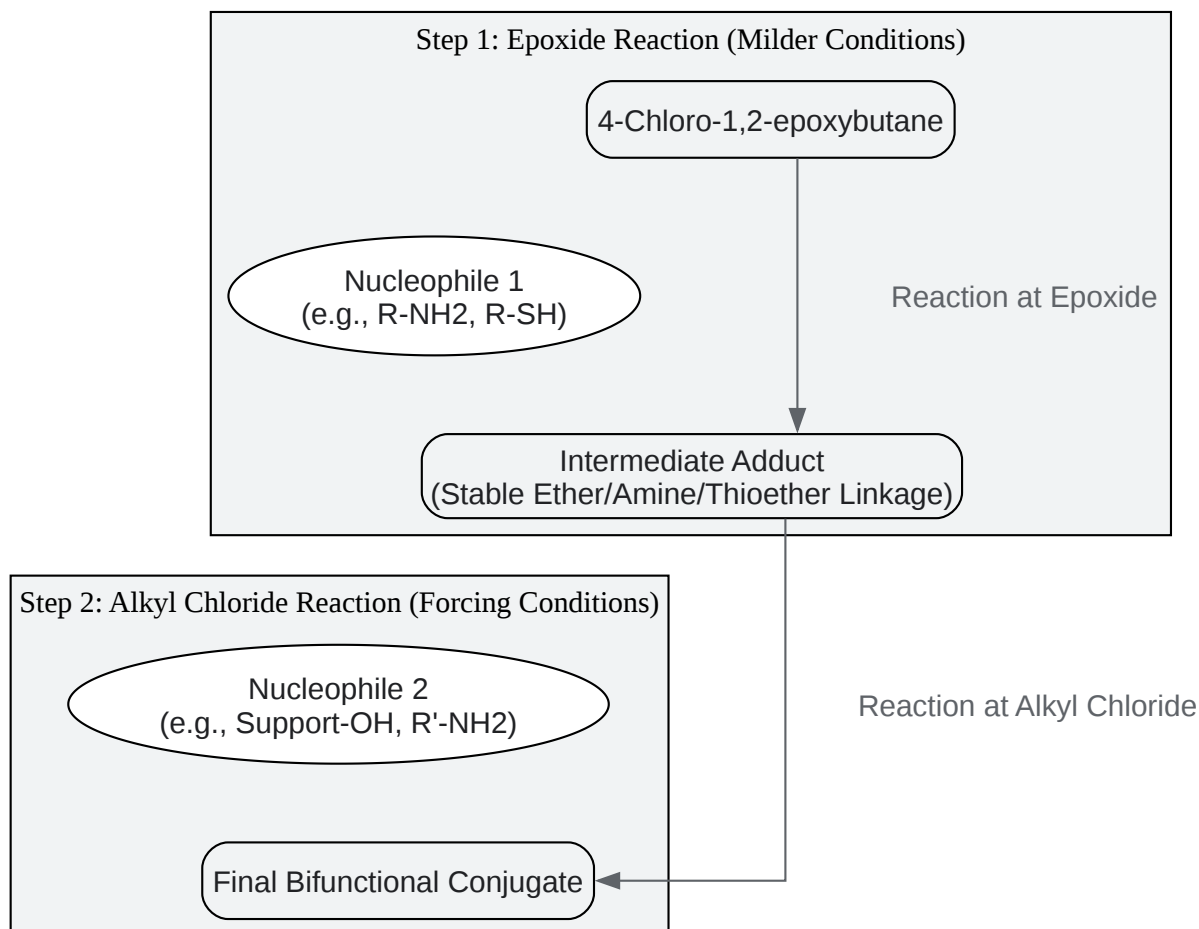 Step 1: Epoxide Reaction (Milder Conditions)
4-Chloro-1,2-epoxybutane
Nucleophile 1
(e.g., R-NH2, R-SH)
Reaction at Epoxide
Intermediate Adduct
(Stable Ether/Amine/Thioether Linkage)
Step 2: Alkyl Chloride Reaction (Forcing Conditions)
Nucleophile 2
(e.g., Support-OH, R'-NH2)
Reaction at Alkyl Chloride
Final Bifunctional Conjugate